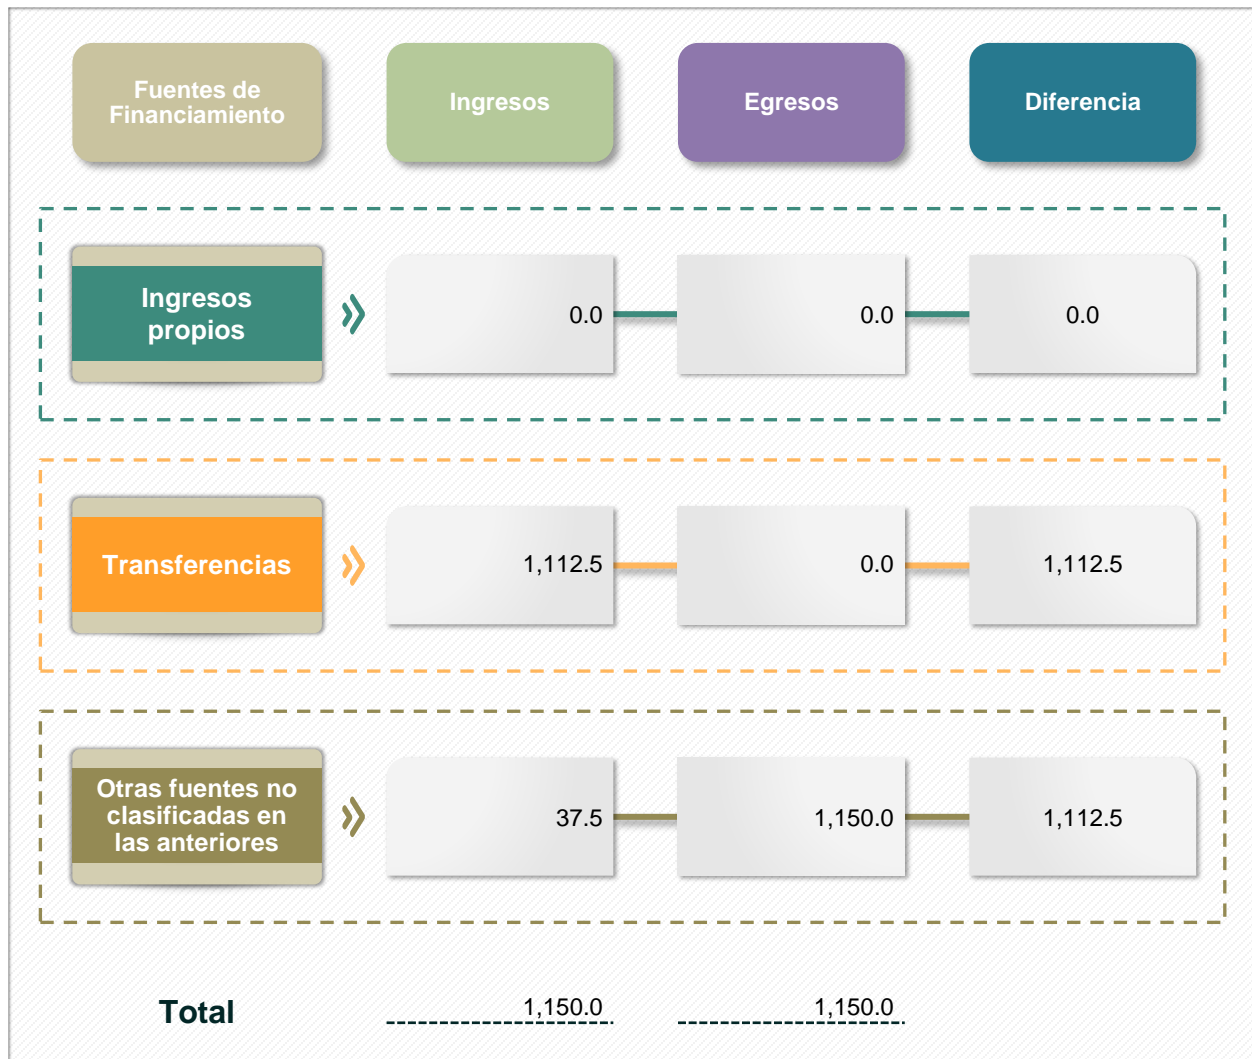 Fuentes de
Financiamiento
Ingresos
Egresos
Diferencia
Ingresos
propios
0.0
0.0
0.0
Transferencias
1,112.5
0.0
1,112.5
Otras fuentes no
clasificadas en
las anteriores
37.5
1,150.0
1,112.5
Total
1,150.0
1,150.0